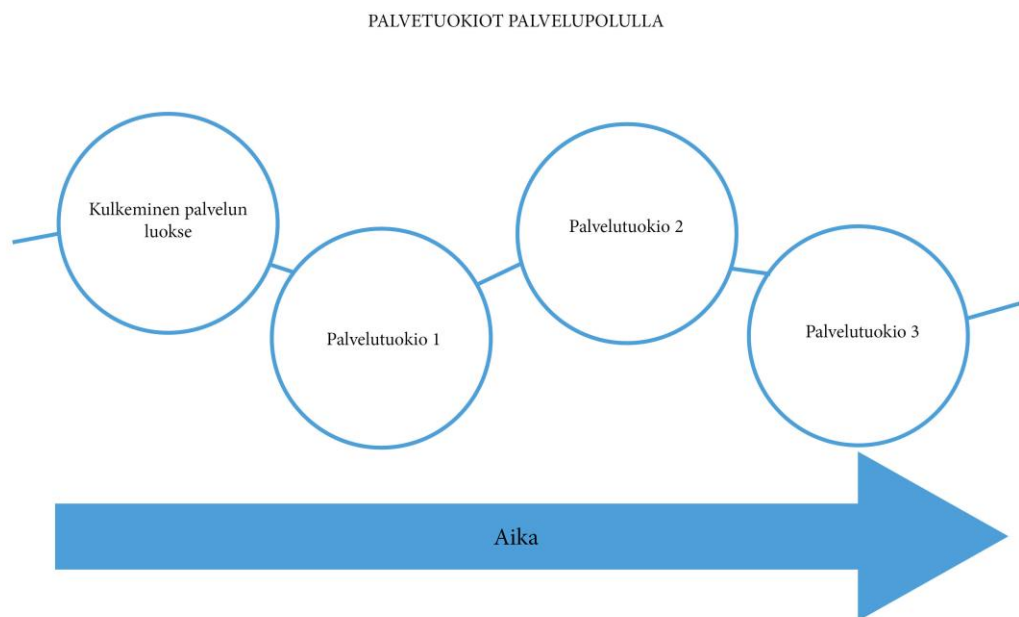 PALVETUOKIOT PALVELUPOLULLA
Kulkeminen palvelun
luokse
Palvelutuokio 1
Palvelutuokio 2
Palvelutuokio 3
Aika